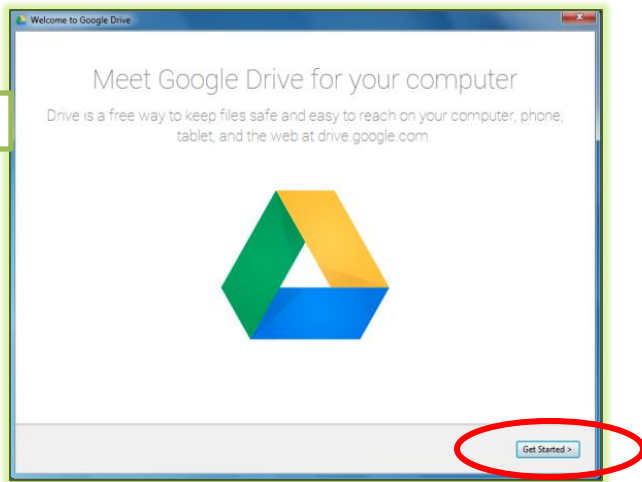 Welcome to Google Drive
Meet Google Drive for your computer
Drive is a free way to keep files safe and easy to reach on your computer, phone,
tablet, and the web at drive.google.com.
Get Started >